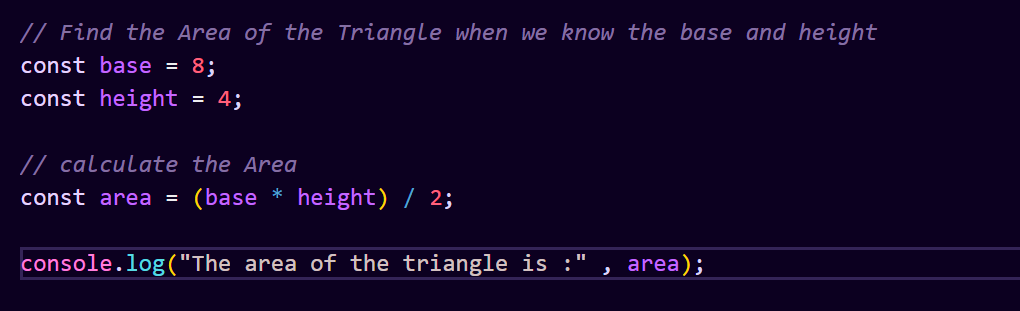 // Find the Area of the Triangle when we know the base and height
const base = 8;
const height = 4;
// calculate the Area
const area = (base * height) / 2;
console.log("The area of the triangle is :" , area);